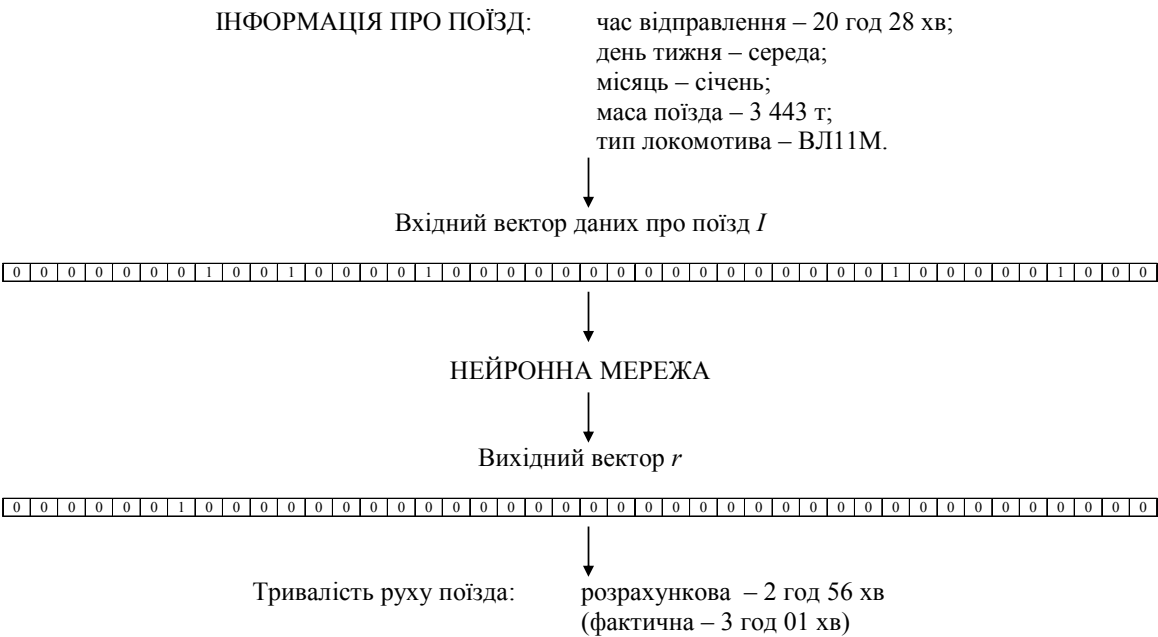 ІНФОРМАЦІЯ ПРО ПОЇЗД: час відправлення – 20 год 28 хв;
день тижня – середа;
місяць – січень;
маса поїзда – 3 443 т;
тип локомотива – ВЛ11М.
Вхідний вектор даних про поїзд I
0 0 0 0 0 0 0 1 0 0 1 0 0 0 0 1 0 0 0 0 0 0 0 0 0 0 0 0 0 0 0 0 1 0 0 0 0 0 1 0 0 0
НЕЙРОННА МЕРЕЖА
Вихідний вектор r
0 0 0 0 0 0 1 0 0 0 0 0 0 0 0 0 0 0 0 0 0 0 0 0 0 0 0 0 0 0 0 0 0 0 0 0 0 0 0 0 0 0
Тривалість руху поїзда: розрахункова – 2 год 56 хв
(фактична – 3 год 01 хв)